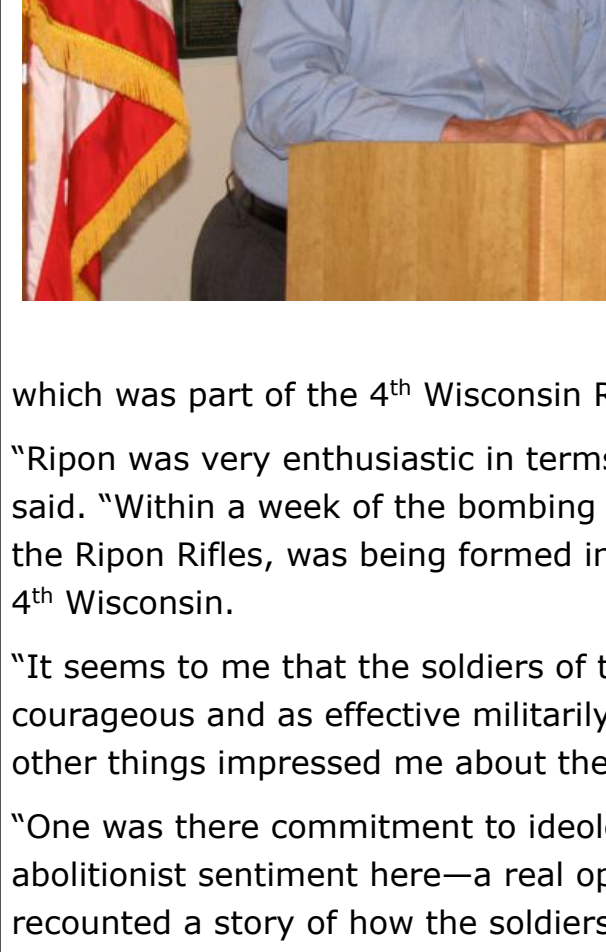 which was part of the 4th Wisconsin
“Ripon was very enthusiastic in terms
said. “Within a week of the bombing
the Ripon Rifles, was being formed in
4th Wisconsin.
“It seems to me that the soldiers of
courageous and as effective militarily
other things impressed me about the
“One was there commitment to
abolitionist sentiment here—a real
recounted a story of how the soldiers